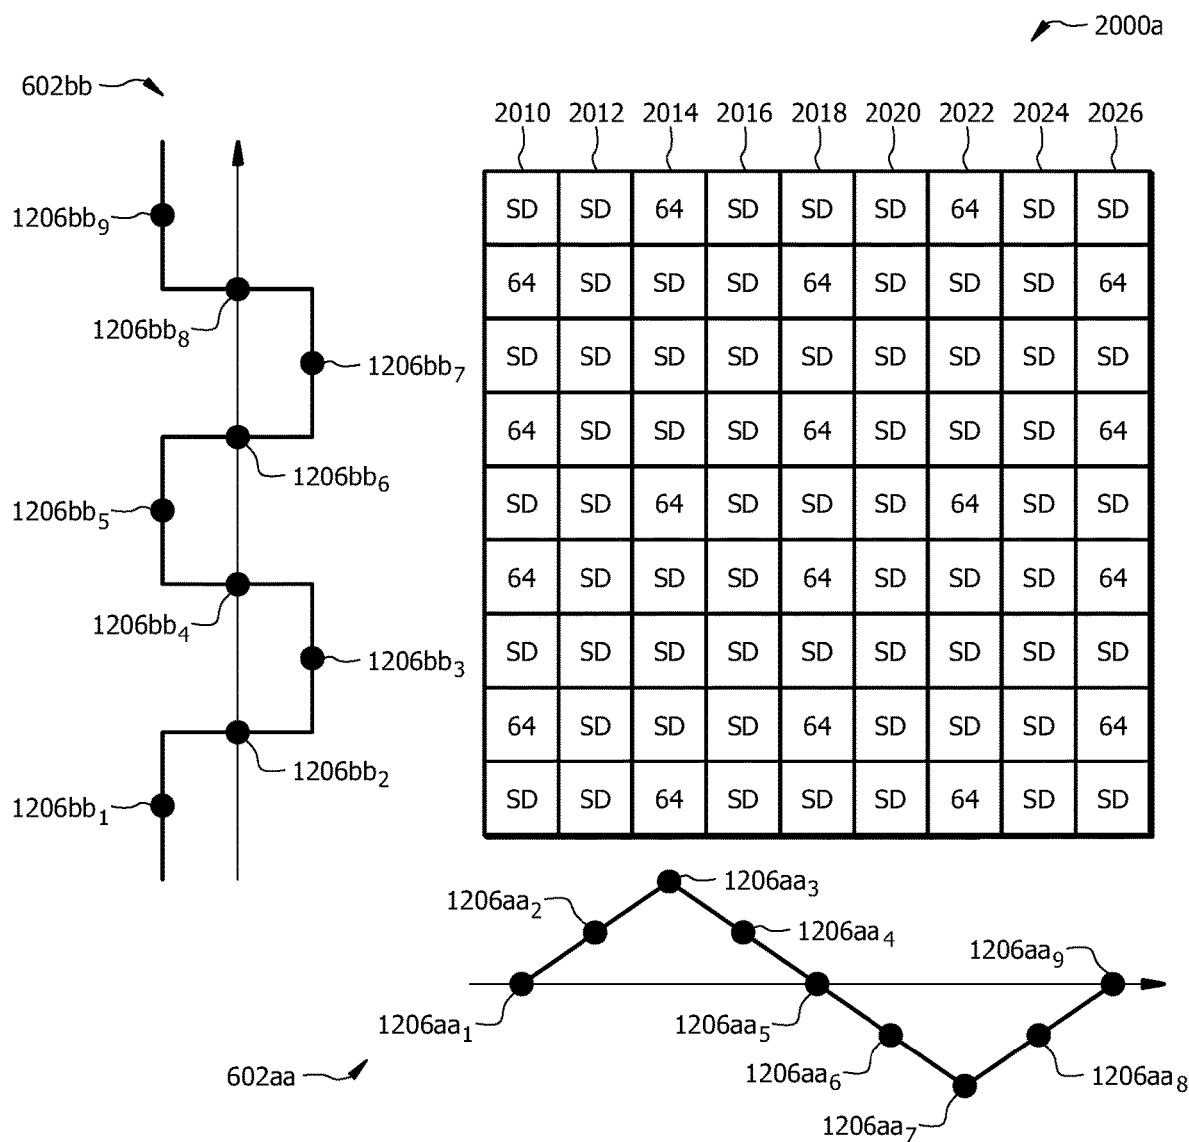 2000a
602bb
2010 2012 2014 2016 2018 2020 2022 2024 2026
SD SD 64 SD SD SD 64 SD SD
1206bb9
64 SD SD SD 64 SD SD SD 64
1206bb8
SD SD SD SD SD SD SD SD SD
1206bb7
64 SD SD SD 64 SD SD SD 64
1206bb6
SD SD 64 SD SD SD 64 SD SD
1206bb5
64 SD SD SD 64 SD SD SD 64
1206bb4
SD SD SD SD SD SD SD SD SD
1206bb3
64 SD SD SD 64 SD SD SD 64
1206bb2
SD SD 64 SD SD SD 64 SD SD
1206bb1
1206aa3
1206aa2
1206aa4
1206aa9
1206aa1
1206aa5
602aa
1206aa6
1206aa8
1206aa7